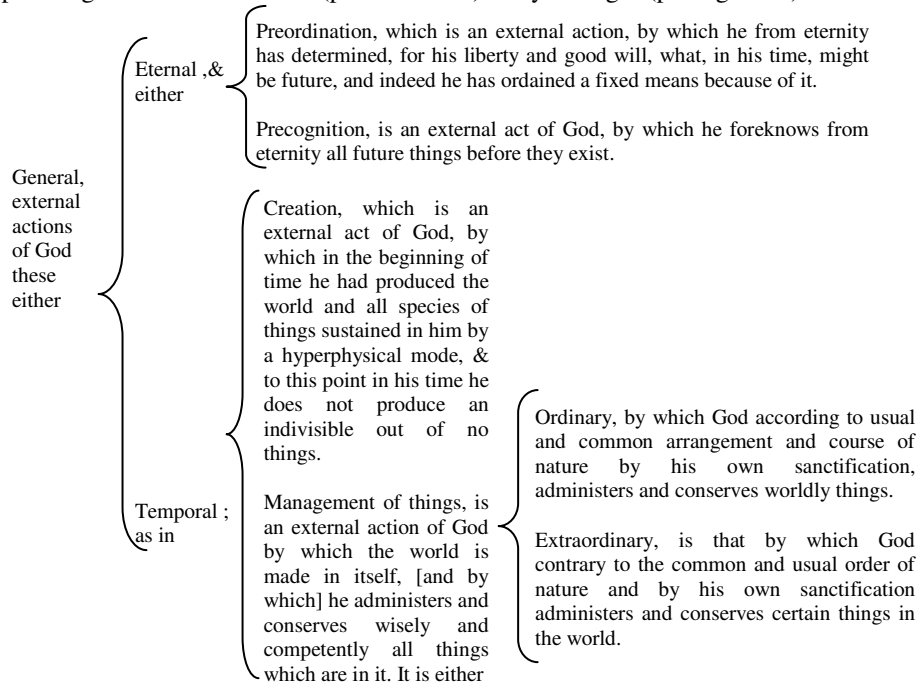 Preordination, which is an external action, by which he from eternity
has determined, for his liberty and good will, what, in his time, might
be future, and indeed he has ordained a fixed means because of it.
Eternal ,&
either
Precognition, is an external act of God, by which he foreknows from
eternity all future things before they exist.
General,
external
actions
of God
these
either
Creation, which is an
external act of God, by
which in the beginning of
time he had produced the
world and all species of
things sustained in him by
a hyperphysical mode, &
to this point in his time he
does not produce an
indivisible out of no
things.
Temporal ;
as in
Management of things, is
an external action of God
by which the world is
made in itself, [and by
which] he administers and
conserves wisely and
competently all things
which are in it. It is either
Ordinary, by which God according to usual
and common arrangement and course of
nature by his own sanctification,
administers and conserves worldly things.
Extraordinary, is that by which God
contrary to the common and usual order of
nature and by his own sanctification
administers and conserves certain things in
the world.